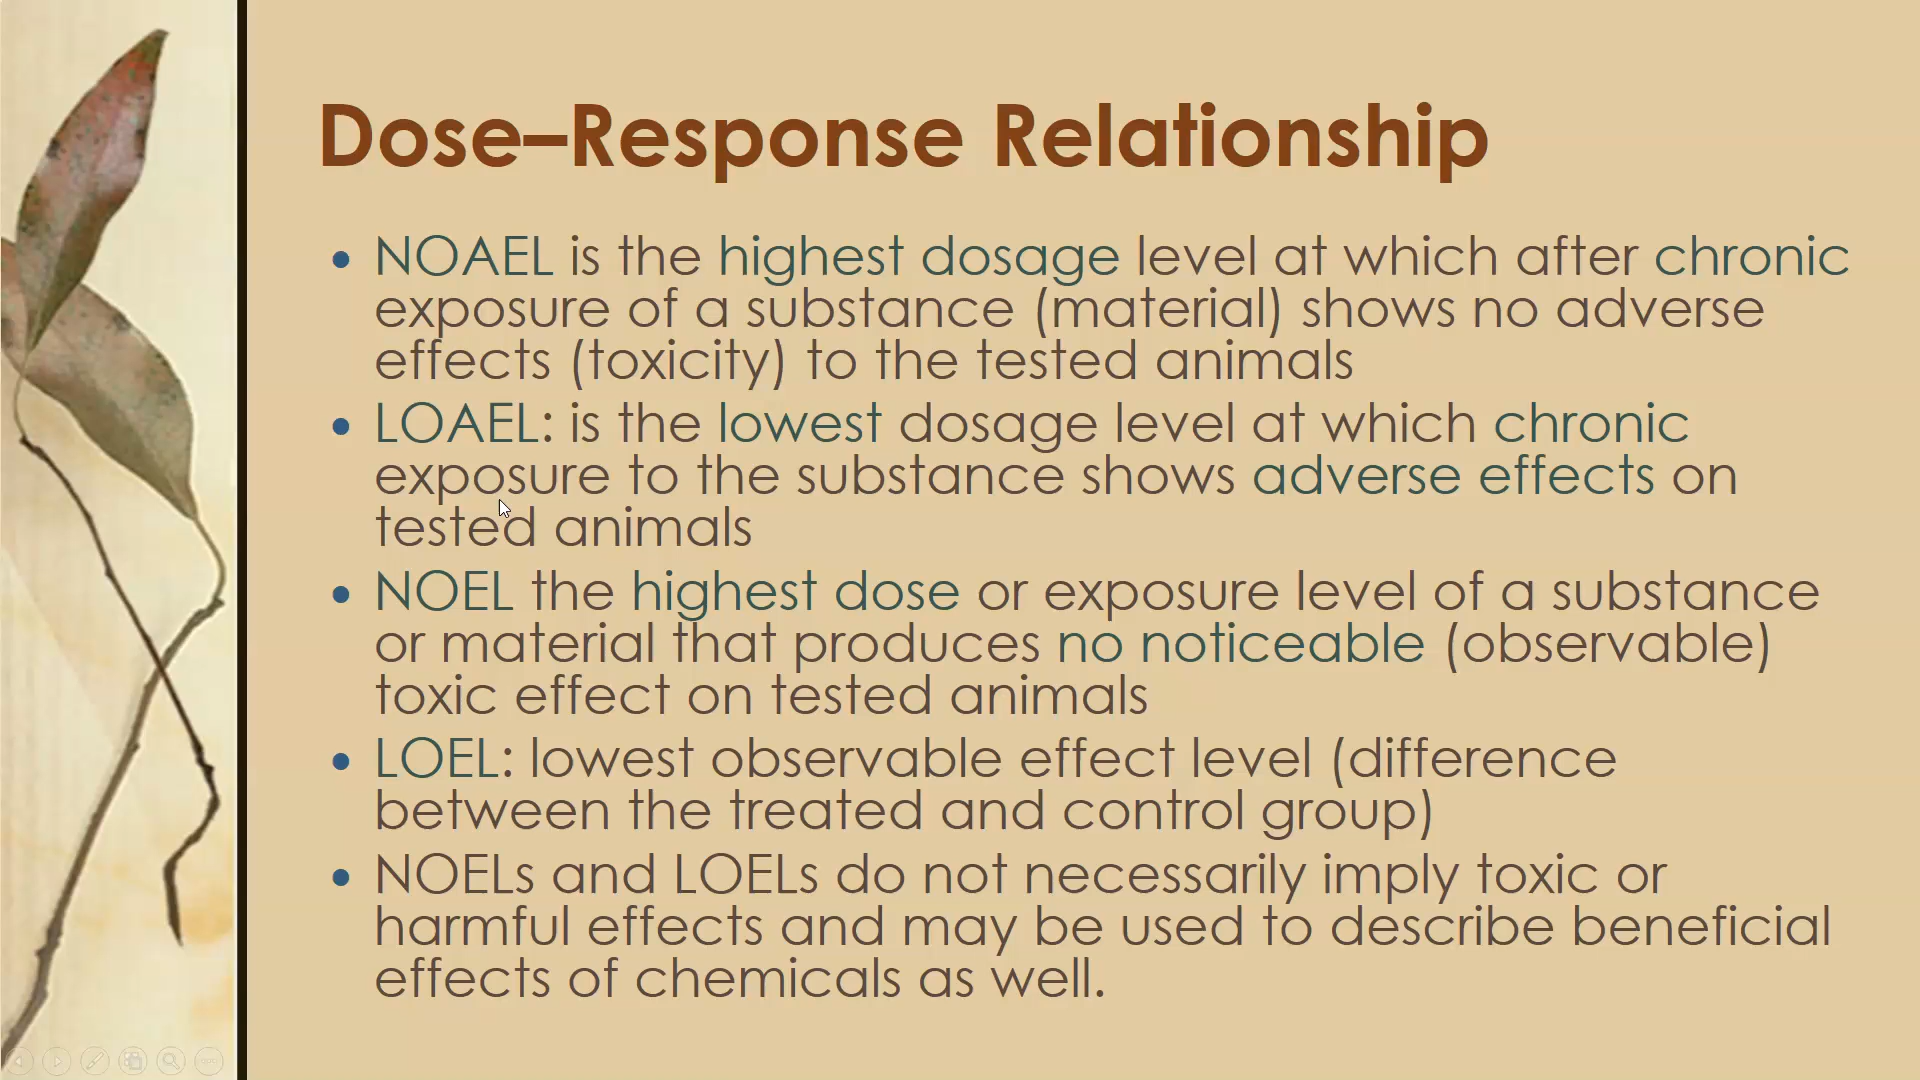 Dose–Response Relationship
• NOAEL is the highest dosage level at which after chronic
exposure of a substance (material) shows no adverse
effects (toxicity) to the tested animals
• LOAEL: is the lowest dosage level at which chronic
exposure to the substance shows adverse effects on
tested animals
• NOEL the highest dose or exposure level of a substance
or material that produces no noticeable (observable)
toxic effect on tested animals
• LOEL: lowest observable effect level (difference
between the treated and control group)
• NOELs and LOELs do not necessarily imply toxic or
harmful effects and may be used to describe beneficial
effects of chemicals as well.